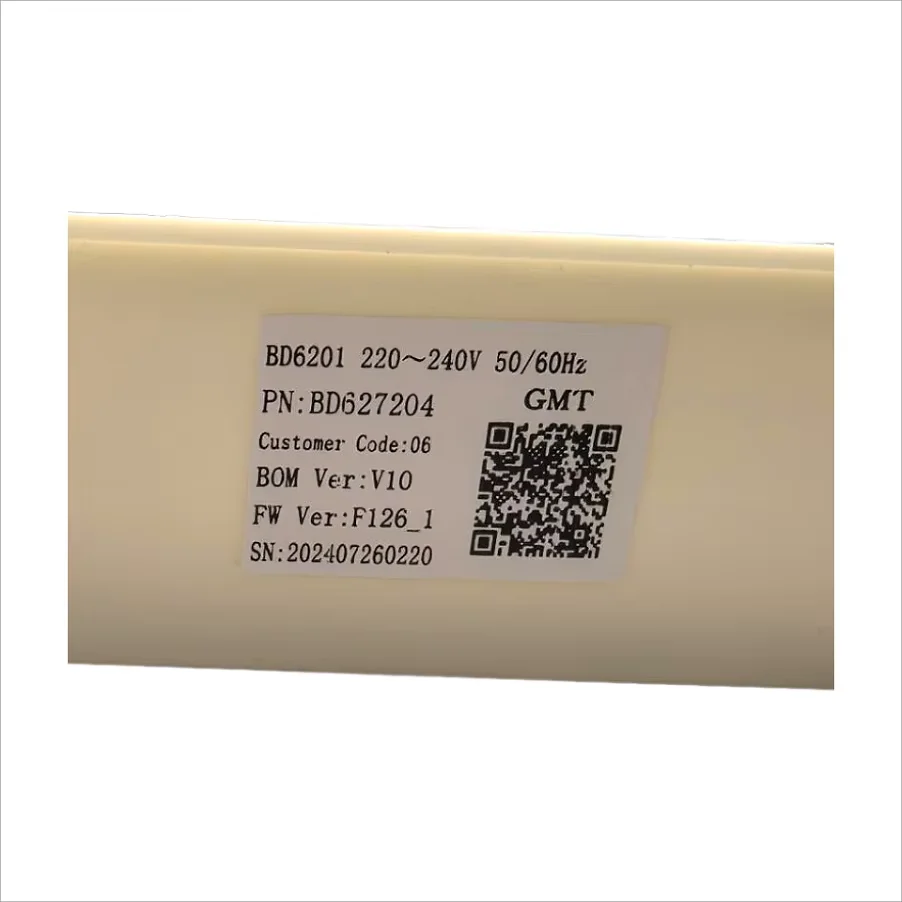 BD6201 220～240V 50/60Hz
PN:BD627204
GMT
Customer Code:06
BOM Ver:V10
FW Ver:F126_1
SN:202407260220